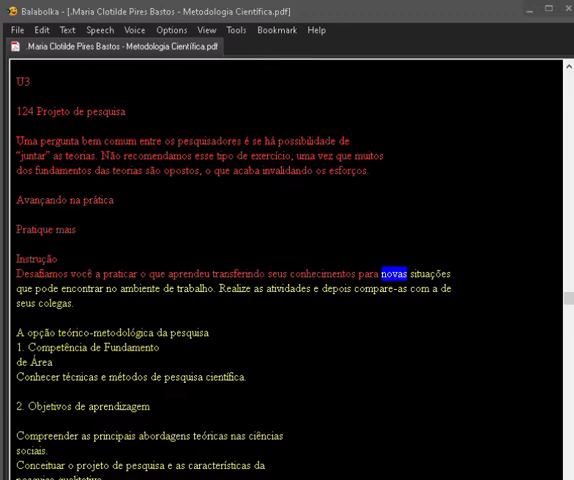 Balabolka - [.Maria Clotilde Pires Bastos - Metodologia Científica.pdf]
File Edit Text Speech Voice Options View Tools Bookmark Help
.Maria Clotilde Pires Bastos - Metodologia Científica.pdf
U3
124 Projeto de pesquisa
Uma pergunta bem comum entre os pesquisadores é se há possibilidade de
“juntar” as teorias. Não recomendamos esse tipo de exercício, uma vez que muitos
dos fundamentos das teorias são opostos, o que acaba invalidando os esforços.
Avançando na prática
Pratique mais
Instrução
Desafiamos você a praticar o que aprendeu transferindo seus conhecimentos para novas situações
que pode encontrar no ambiente de trabalho. Realize as atividades e depois compare-as com a de
seus colegas.
A opção teórico-metodológica da pesquisa
1. Competência de Fundamento
de Área
Conhecer técnicas e métodos de pesquisa científica.
2. Objetivos de aprendizagem
Compreender as principais abordagens teóricas nas ciências
sociais.
Conceituar o projeto de pesquisa e as características da
pesquisa qualitativa